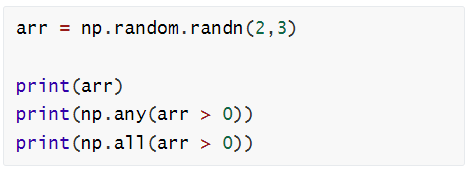 arr = np.random.randn(2,3)
print(arr)
print(np.any(arr > 0))
print(np.all(arr > 0))